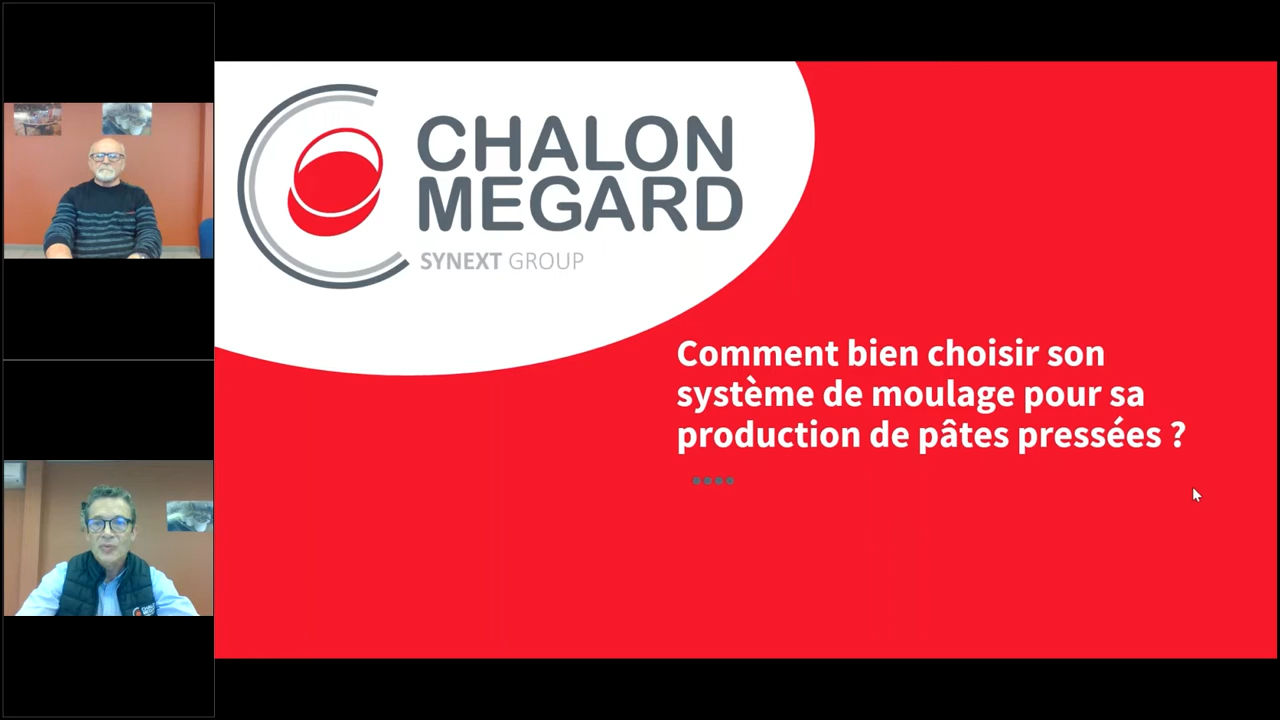 CHALON
MEGARD
SYNEXT GROUP
Comment bien choisir son
système de moulage pour sa
production de pâtes pressées ?